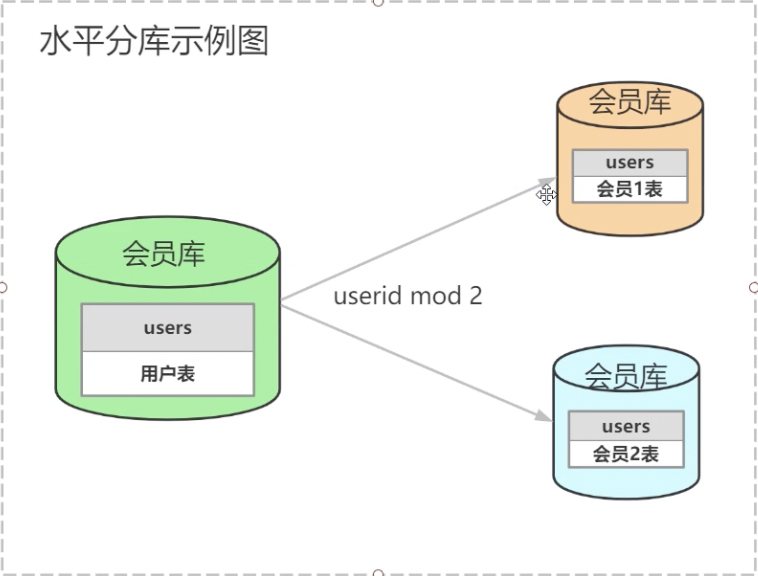 水平分库示例图
会员库
users
会员1表
会员库
users
用户表
userid mod 2
会员库
users
会员2表